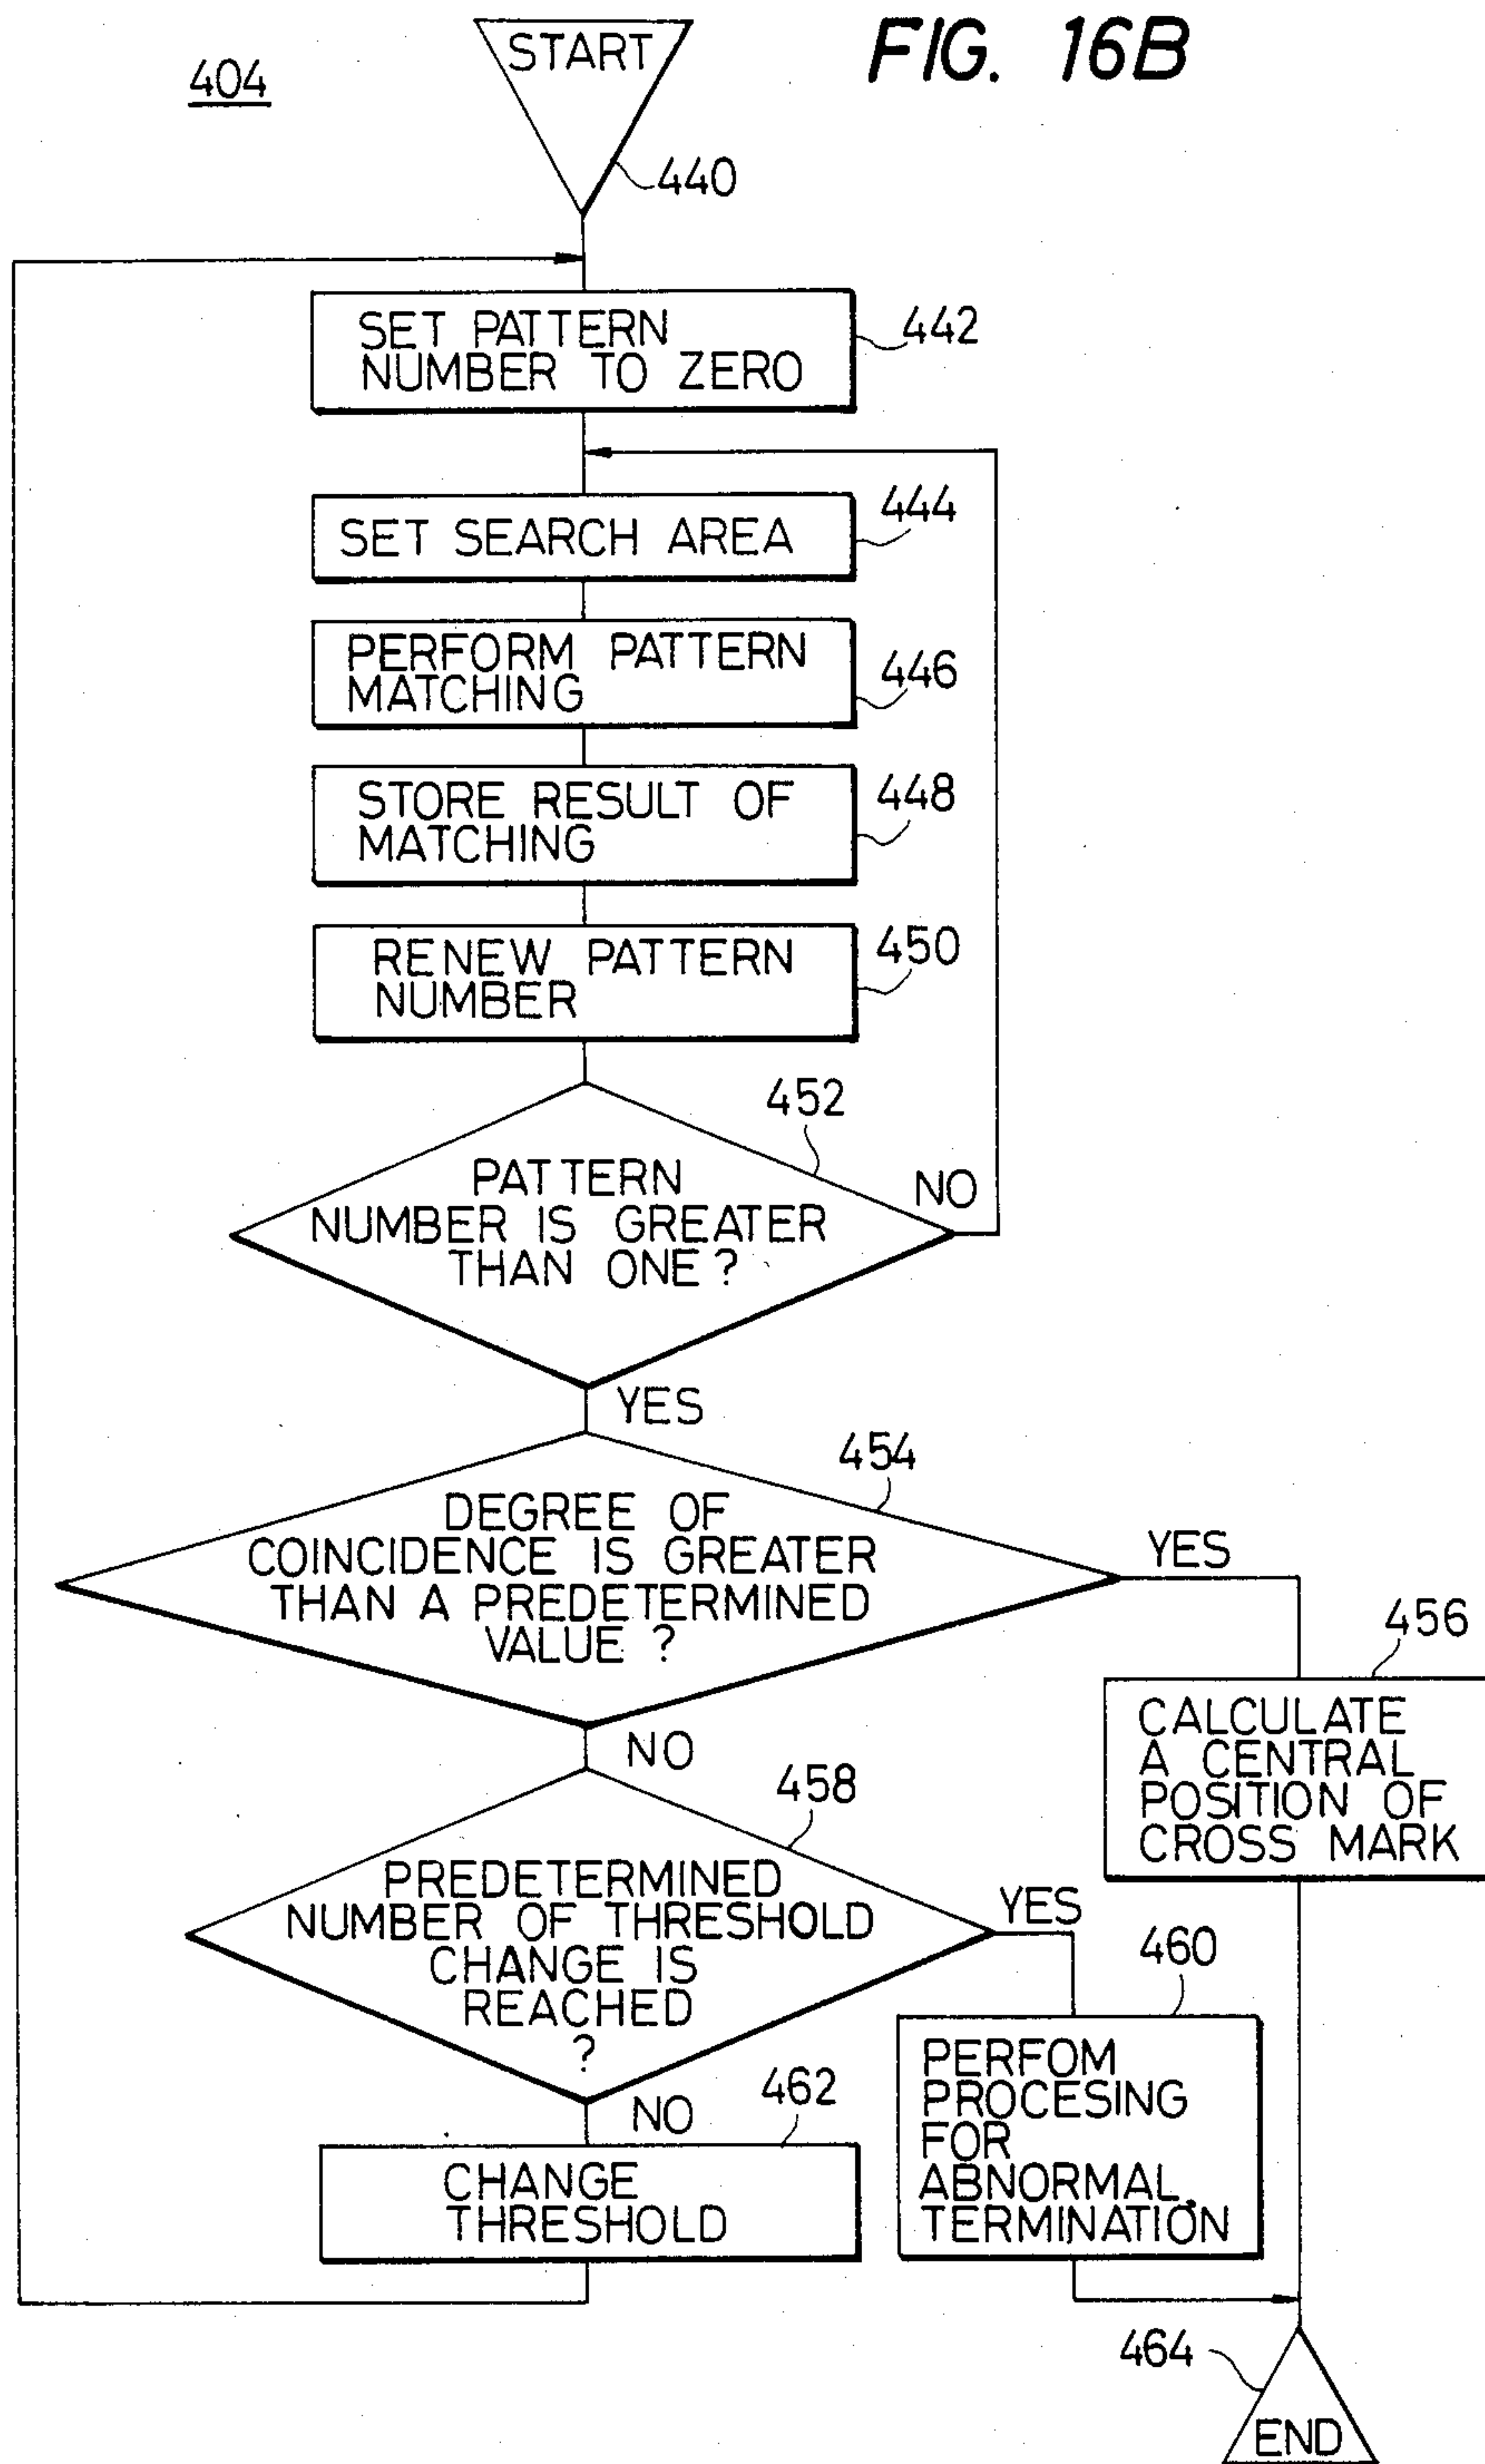 FIG. 16B
404
START
440
SET PATTERN
NUMBER TO ZERO
442
SET SEARCH AREA
444
PERFORM PATTERN
MATCHING
446
STORE RESULT OF
MATCHING
448
RENEW PATTERN
NUMBER
450
452
PATTERN
NUMBER IS GREATER
THAN ONE?
NO
YES
454
DEGREE OF
COINCIDENCE IS GREATER
THAN A PREDETERMINED
VALUE?
YES
456
CALCULATE
A CENTRAL
POSITION OF
CROSS MARK
NO
458
PREDETERMINED
NUMBER OF THRESHOLD
CHANGE IS
REACHED
?
YES
460
PERFOM
PROCESING
FOR
ABNORMAL
TERMINATION
NO
462
CHANGE
THRESHOLD
464
END